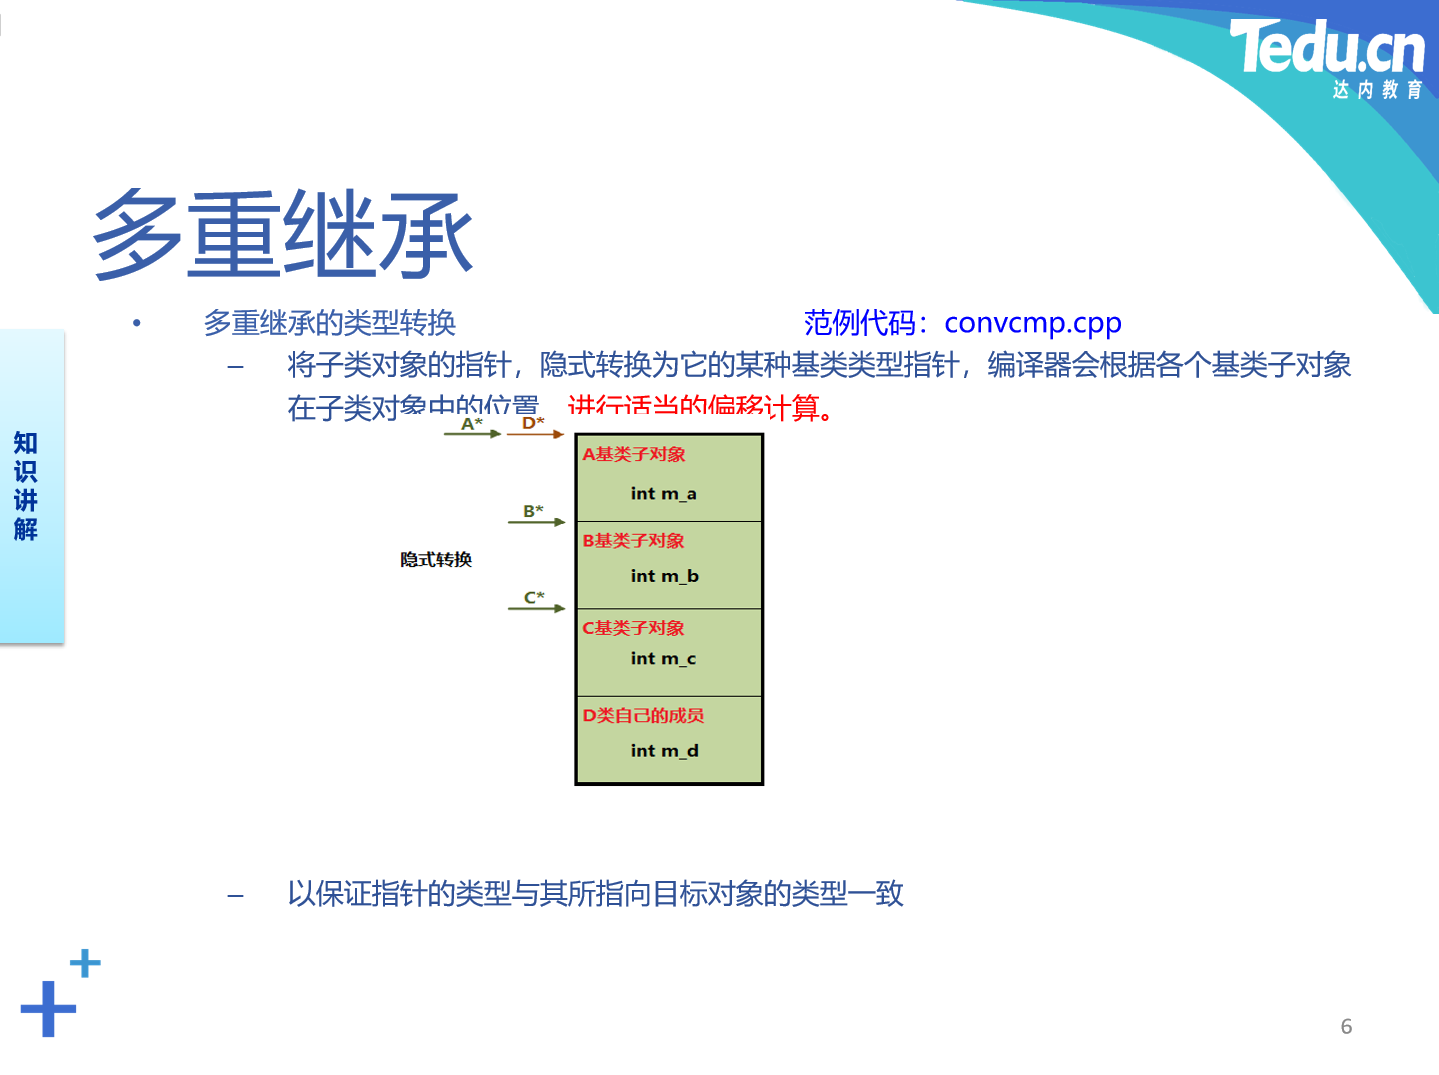 Tedu.cn
达内教育
多重继承
• 多重继承的类型转换 范例代码：convcmp.cpp
– 将子类对象的指针，隐式转换为它的某种基类类型指针，编译器会根据各个基类子对象
在子类对象中的位置 进行适当的偏移计算。
A* D*
A基类子对象
int m_a
B*
B基类子对象
int m_b
隐式转换
C*
C基类子对象
int m_c
D类自己的成员
int m_d
– 以保证指针的类型与其所指向目标对象的类型一致
知
识
讲
解
6